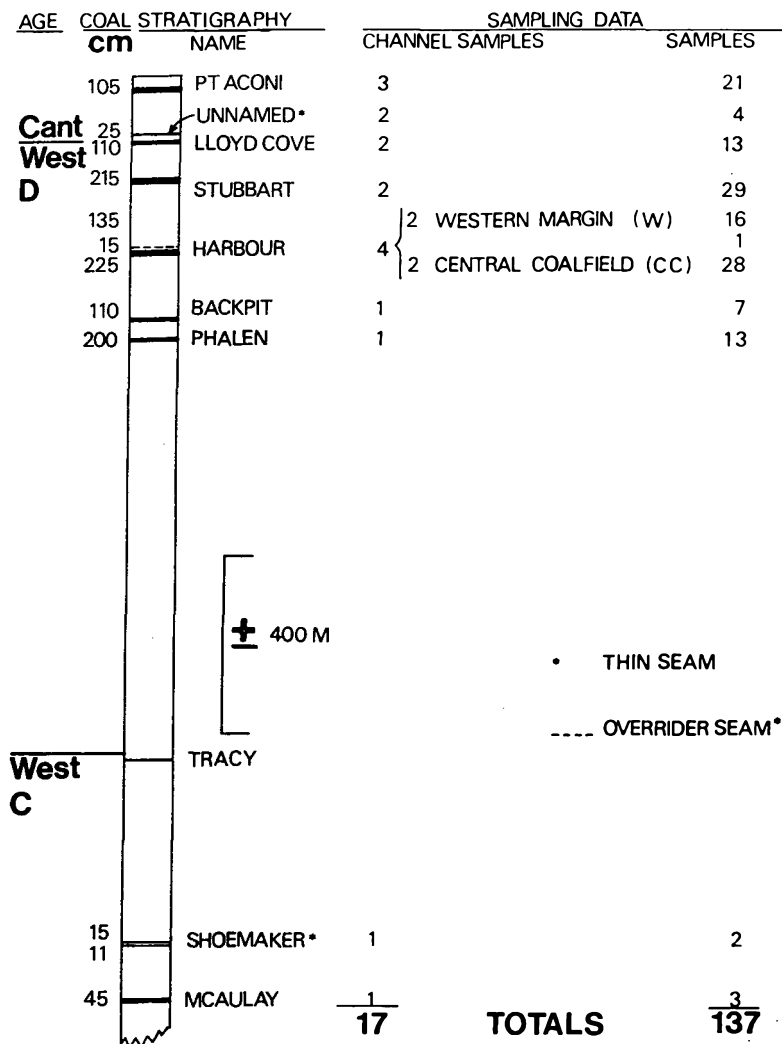 AGE COAL STRATIGRAPHY SAMPLING DATA
cm NAME CHANNEL SAMPLES SAMPLES
105 PT ACONI 3 21
UNNAMED• 2 4
Cant 25
West 110 LLOYD COVE 2 13
D 215 STUBBART 2 29
135 2 WESTERN MARGIN (W) 16
15 HARBOUR 4 1
225 2 CENTRAL COALFIELD (CC) 28
110 BACKPIT 1 7
200 PHALEN 1 13
± 400 M
• THIN SEAM
---- OVERRIDER SEAM•
West TRACY
C
15 SHOEMAKER• 1 2
11
45 MCAULAY 1 3
17 TOTALS 137